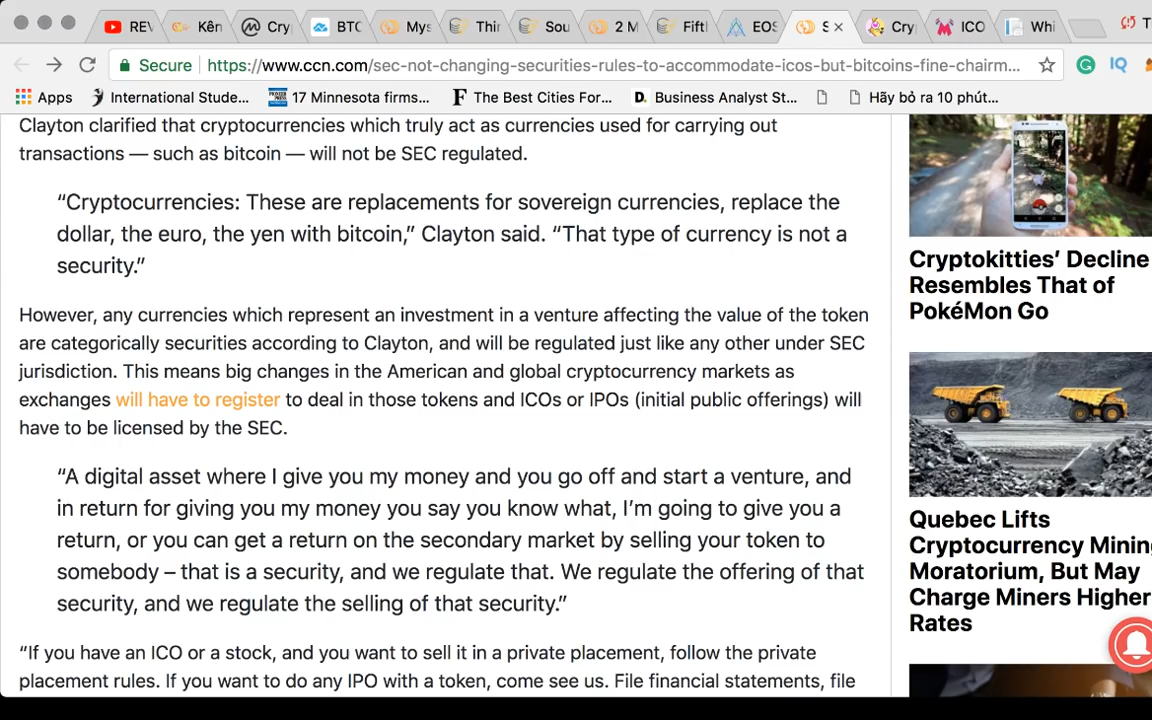 REV
Kên
Cry
BTC
Mys
Thir
Sou
2 M
Fift
EOS
S
Cry
ICO
Whi
Secure
https://www.ccn.com/sec-not-changing-securities-rules-to-accommodate-icos-but-bitcoins-fine-chairm...
Apps
International Stude...
17 Minnesota firms...
The Best Cities For...
Business Analyst St...
Hãy bỏ ra 10 phút...
Clayton clarified that cryptocurrencies which truly act as currencies used for carrying out
transactions — such as bitcoin — will not be SEC regulated.
“Cryptocurrencies: These are replacements for sovereign currencies, replace the
dollar, the euro, the yen with bitcoin,” Clayton said. “That type of currency is not a
security.”
However, any currencies which represent an investment in a venture affecting the value of the token
are categorically securities according to Clayton, and will be regulated just like any other under SEC
jurisdiction. This means big changes in the American and global cryptocurrency markets as
exchanges will have to register to deal in those tokens and ICOs or IPOs (initial public offerings) will
have to be licensed by the SEC.
“A digital asset where I give you my money and you go off and start a venture, and
in return for giving you my money you say you know what, I’m going to give you a
return, or you can get a return on the secondary market by selling your token to
somebody – that is a security, and we regulate that. We regulate the offering of that
security, and we regulate the selling of that security.”
“If you have an ICO or a stock, and you want to sell it in a private placement, follow the private
placement rules. If you want to do any IPO with a token, come see us. File financial statements, file
Cryptokitties’ Decline
Resembles That of
PokéMon Go
Quebec Lifts
Cryptocurrency Minin
Moratorium, But May
Charge Miners Higher
Rates